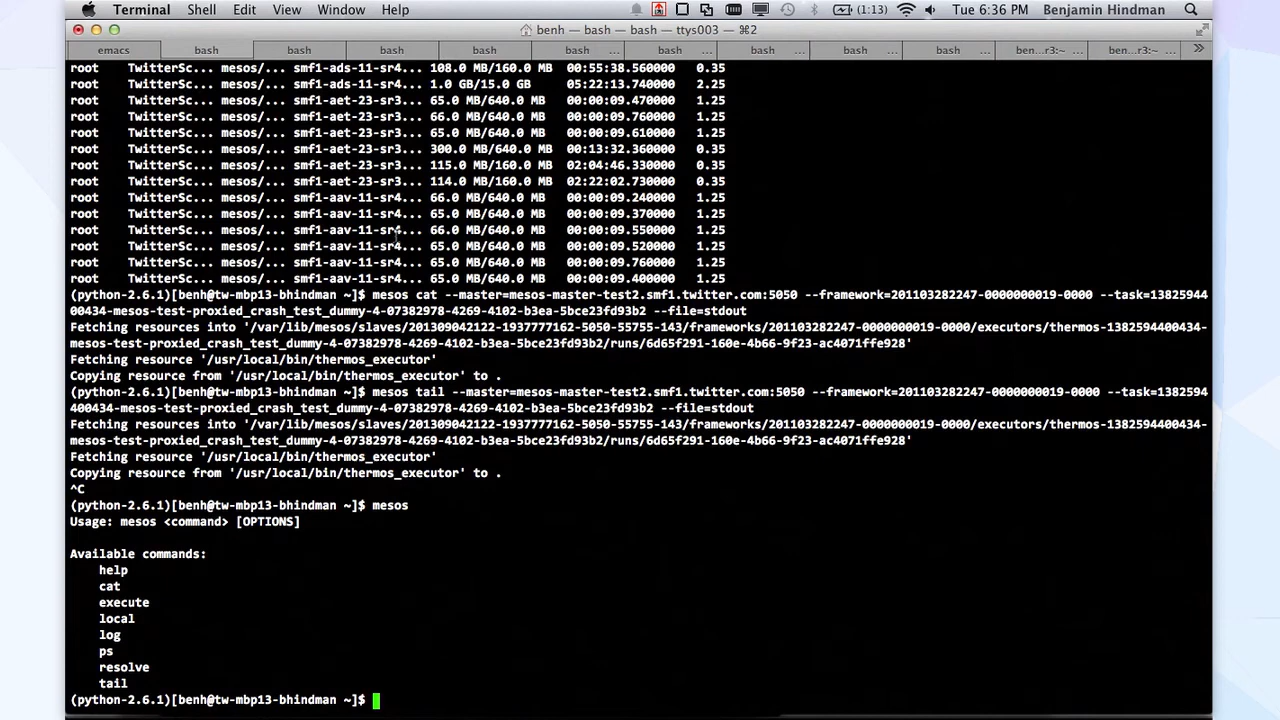 Terminal Shell Edit View Window Help (1:13) Tue 6:36 PM Benjamin Hindman
benh — bash — bash — ttys003 — ⌘2
emacs bash bash bash bash bash ... bash ... bash ... bash ... bash ... ben...r3:~ ... ben...r3:~ ... »
root TwitterSc... mesos/... smf1-ads-11-sr4... 108.0 MB/160.0 MB 00:55:38.560000 0.35
root TwitterSc... mesos/... smf1-ads-11-sr4... 1.0 GB/15.0 GB 05:22:13.740000 2.25
root TwitterSc... mesos/... smf1-aet-23-sr3... 65.0 MB/640.0 MB 00:00:09.470000 1.25
root TwitterSc... mesos/... smf1-aet-23-sr3... 66.0 MB/640.0 MB 00:00:09.760000 1.25
root TwitterSc... mesos/... smf1-aet-23-sr3... 65.0 MB/640.0 MB 00:00:09.610000 1.25
root TwitterSc... mesos/... smf1-aet-23-sr3... 300.0 MB/640.0 MB 00:13:32.360000 0.35
root TwitterSc... mesos/... smf1-aet-23-sr3... 115.0 MB/160.0 MB 02:04:46.330000 0.35
root TwitterSc... mesos/... smf1-aet-23-sr3... 114.0 MB/160.0 MB 02:22:02.730000 0.35
root TwitterSc... mesos/... smf1-aav-11-sr4... 66.0 MB/640.0 MB 00:00:09.240000 1.25
root TwitterSc... mesos/... smf1-aav-11-sr4... 65.0 MB/640.0 MB 00:00:09.370000 1.25
root TwitterSc... mesos/... smf1-aav-11-sr4... 66.0 MB/640.0 MB 00:00:09.550000 1.25
root TwitterSc... mesos/... smf1-aav-11-sr4... 65.0 MB/640.0 MB 00:00:09.520000 1.25
root TwitterSc... mesos/... smf1-aav-11-sr4... 65.0 MB/640.0 MB 00:00:09.760000 1.25
root TwitterSc... mesos/... smf1-aav-11-sr4... 65.0 MB/640.0 MB 00:00:09.400000 1.25
(python-2.6.1)[benh@tw-mbp13-bhindman ~]$ mesos cat --master=mesos-master-test2.smf1.twitter.com:5050 --framework=201103282247-0000000019-0000 --task=13825944
00434-mesos-test-proxied_crash_test_dummy-4-07382978-4269-4102-b3ea-5bce23fd93b2 --file=stdout
Fetching resources into '/var/lib/mesos/slaves/201309042122-1937777162-5050-55755-143/frameworks/201103282247-0000000019-0000/executors/thermos-1382594400434-
mesos-test-proxied_crash_test_dummy-4-07382978-4269-4102-b3ea-5bce23fd93b2/runs/6d65f291-160e-4b66-9f23-ac4071ffe928'
Fetching resource '/usr/local/bin/thermos_executor'
Copying resource from '/usr/local/bin/thermos_executor' to .
(python-2.6.1)[benh@tw-mbp13-bhindman ~]$ mesos tail --master=mesos-master-test2.smf1.twitter.com:5050 --framework=201103282247-0000000019-0000 --task=1382594
400434-mesos-test-proxied_crash_test_dummy-4-07382978-4269-4102-b3ea-5bce23fd93b2 --file=stdout
Fetching resources into '/var/lib/mesos/slaves/201309042122-1937777162-5050-55755-143/frameworks/201103282247-0000000019-0000/executors/thermos-1382594400434-
mesos-test-proxied_crash_test_dummy-4-07382978-4269-4102-b3ea-5bce23fd93b2/runs/6d65f291-160e-4b66-9f23-ac4071ffe928'
Fetching resource '/usr/local/bin/thermos_executor'
Copying resource from '/usr/local/bin/thermos_executor' to .
^C
(python-2.6.1)[benh@tw-mbp13-bhindman ~]$ mesos
Usage: mesos <command> [OPTIONS]
Available commands:
help
cat
execute
local
log
ps
resolve
tail
(python-2.6.1)[benh@tw-mbp13-bhindman ~]$